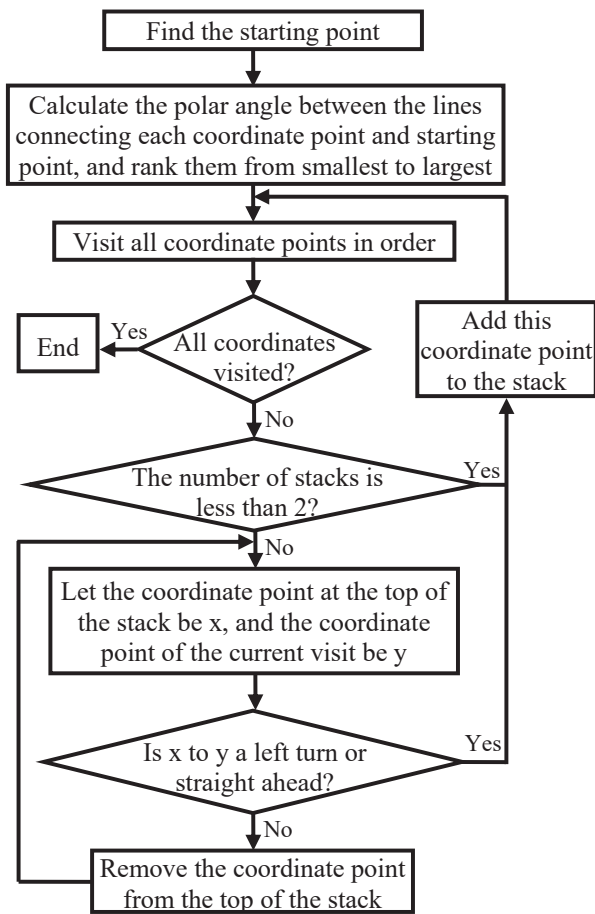 Find the starting point
Calculate the polar angle between the lines
connecting each coordinate point and starting
point, and rank them from smallest to largest
Visit all coordinate points in order
End
Yes
All coordinates
visited?
Add this
coordinate point
to the stack
No
The number of stacks is
less than 2?
Yes
No
Let the coordinate point at the top of
the stack be x, and the coordinate
point of the current visit be y
Is x to y a left turn or
straight ahead?
Yes
No
Remove the coordinate point
from the top of the stack